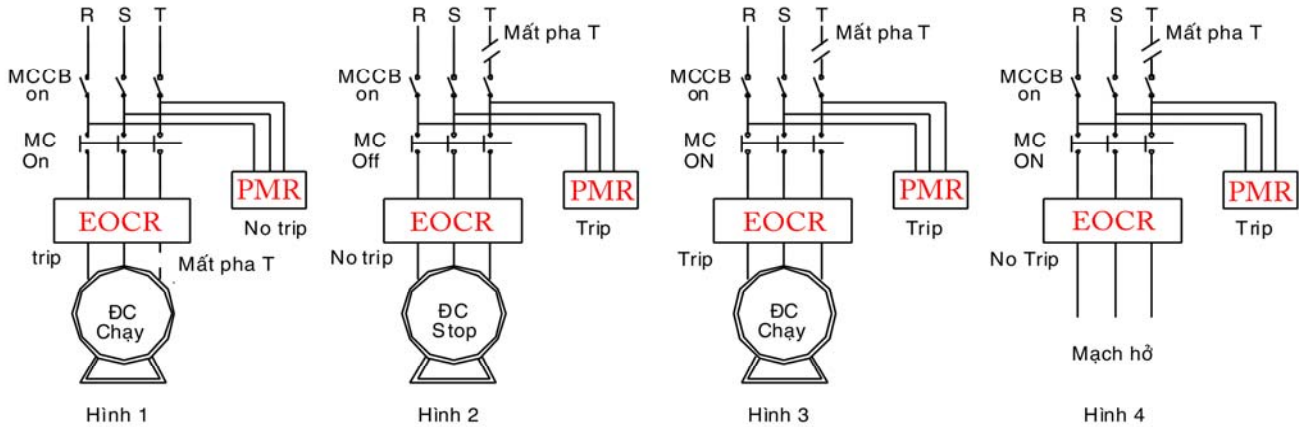 R S T
MCCB
on
MC
On
PMR
No trip
EOCR
trip
Mất pha T
ĐC
Chạy
Hình 1
R S T
Mất pha T
MCCB
on
MC
Off
PMR
Trip
EOCR
No trip
ĐC
Stop
Hình 2
R S T
Mất pha T
MCCB
on
MC
ON
PMR
Trip
EOCR
Trip
ĐC
Chạy
Hình 3
R S T
Mất pha T
MCCB
on
MC
ON
PMR
Trip
EOCR
No Trip
Mạch hở
Hình 4